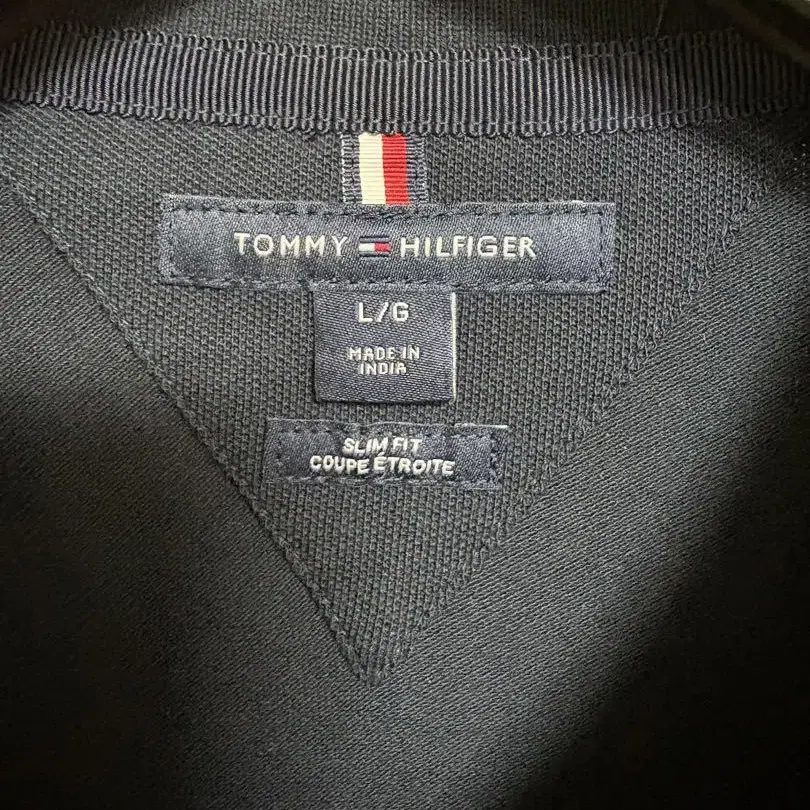 TOMMY HILFIGER
L/G
MADE IN
INDIA
SLIM FIT
COUPE ÉTROITE